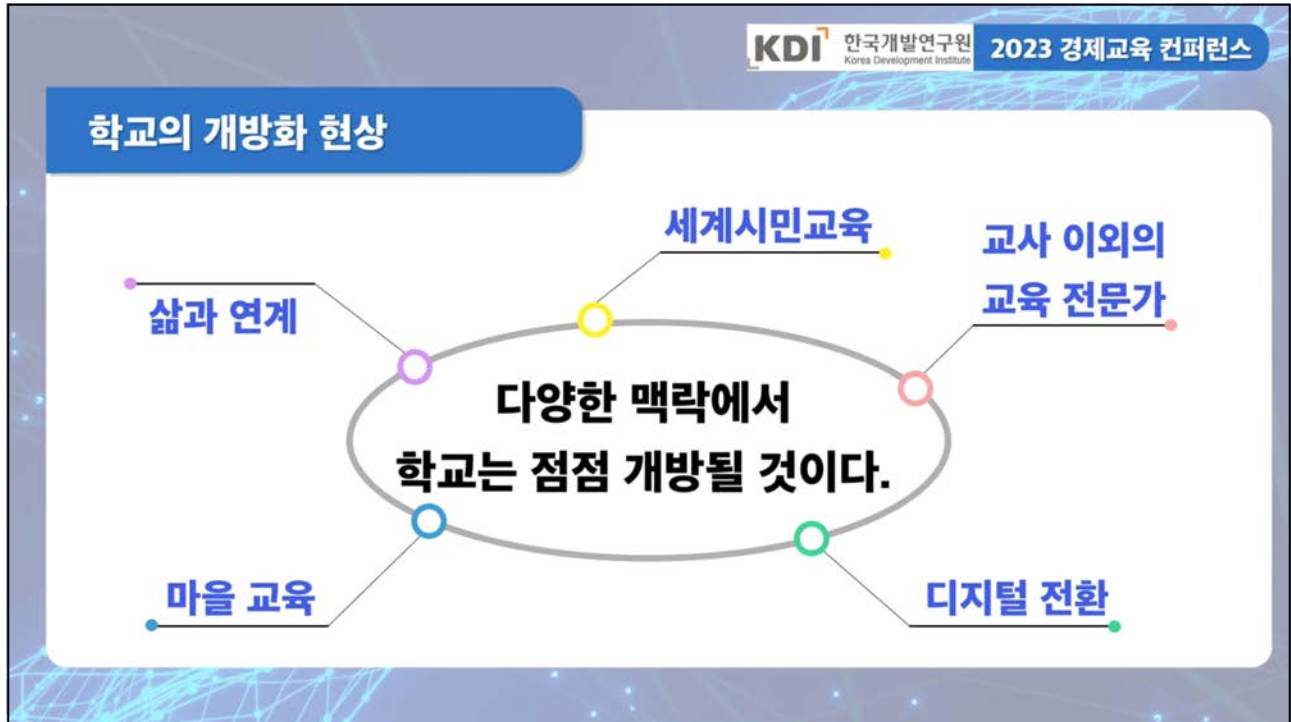 KDI 한국개발연구원
Korea Development Institute
2023 경제교육 컨퍼런스
학교의 개방화 현상
세계시민교육
교사 이외의
교육 전문가
삶과 연계
다양한 맥락에서
학교는 점점 개방될 것이다.
마을 교육
디지털 전환